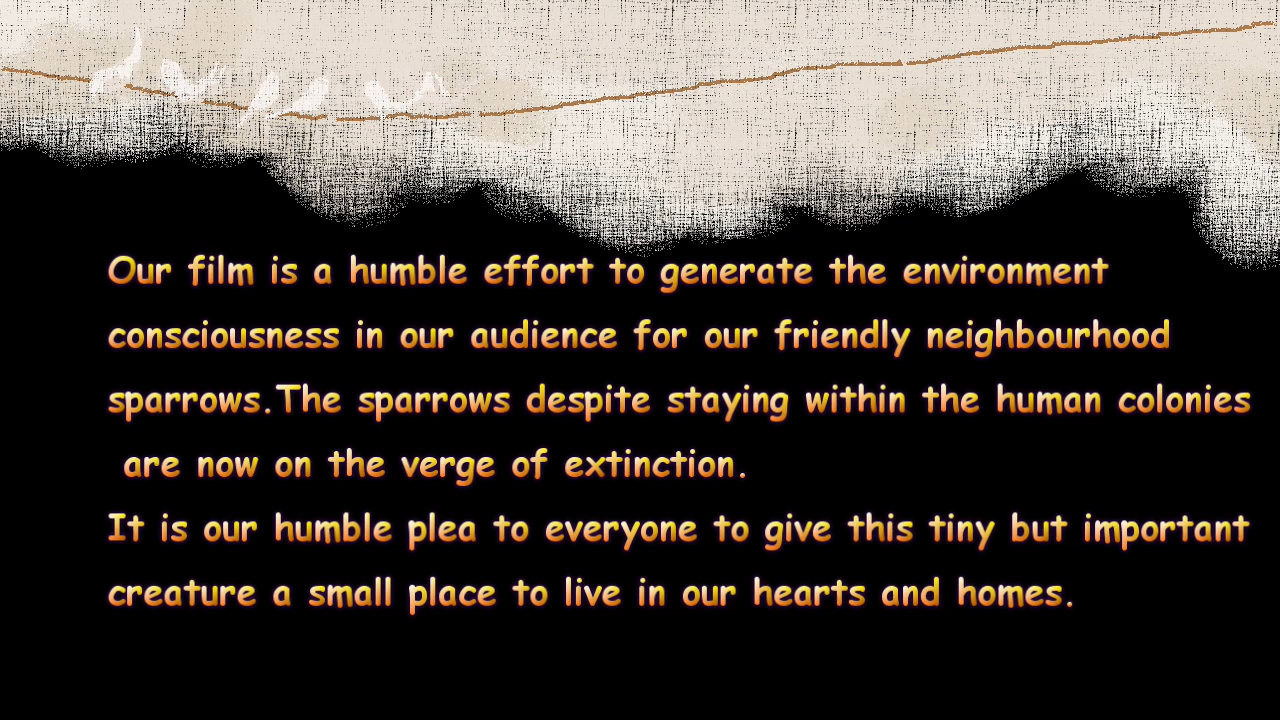 Our film is a humble effort to generate the environment
consciousness in our audience for our friendly neighbourhood
sparrows.The sparrows despite staying within the human colonies
are now on the verge of extinction.
It is our humble plea to everyone to give this tiny but important
creature a small place to live in our hearts and homes.